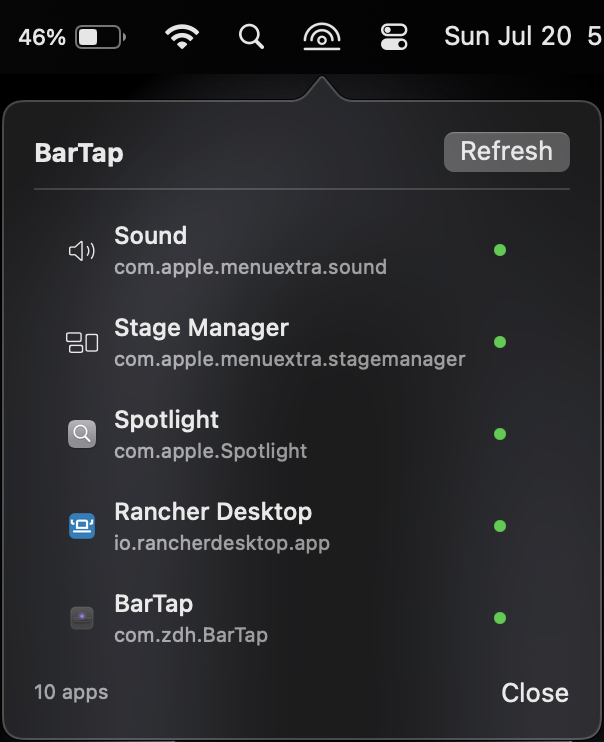 46% Sun Jul 20 5
BarTap Refresh
Sound
com.apple.menuextra.sound
Stage Manager
com.apple.menuextra.stagemanager
Spotlight
com.apple.Spotlight
Rancher Desktop
io.rancherdesktop.app
BarTap
com.zdh.BarTap
10 apps Close